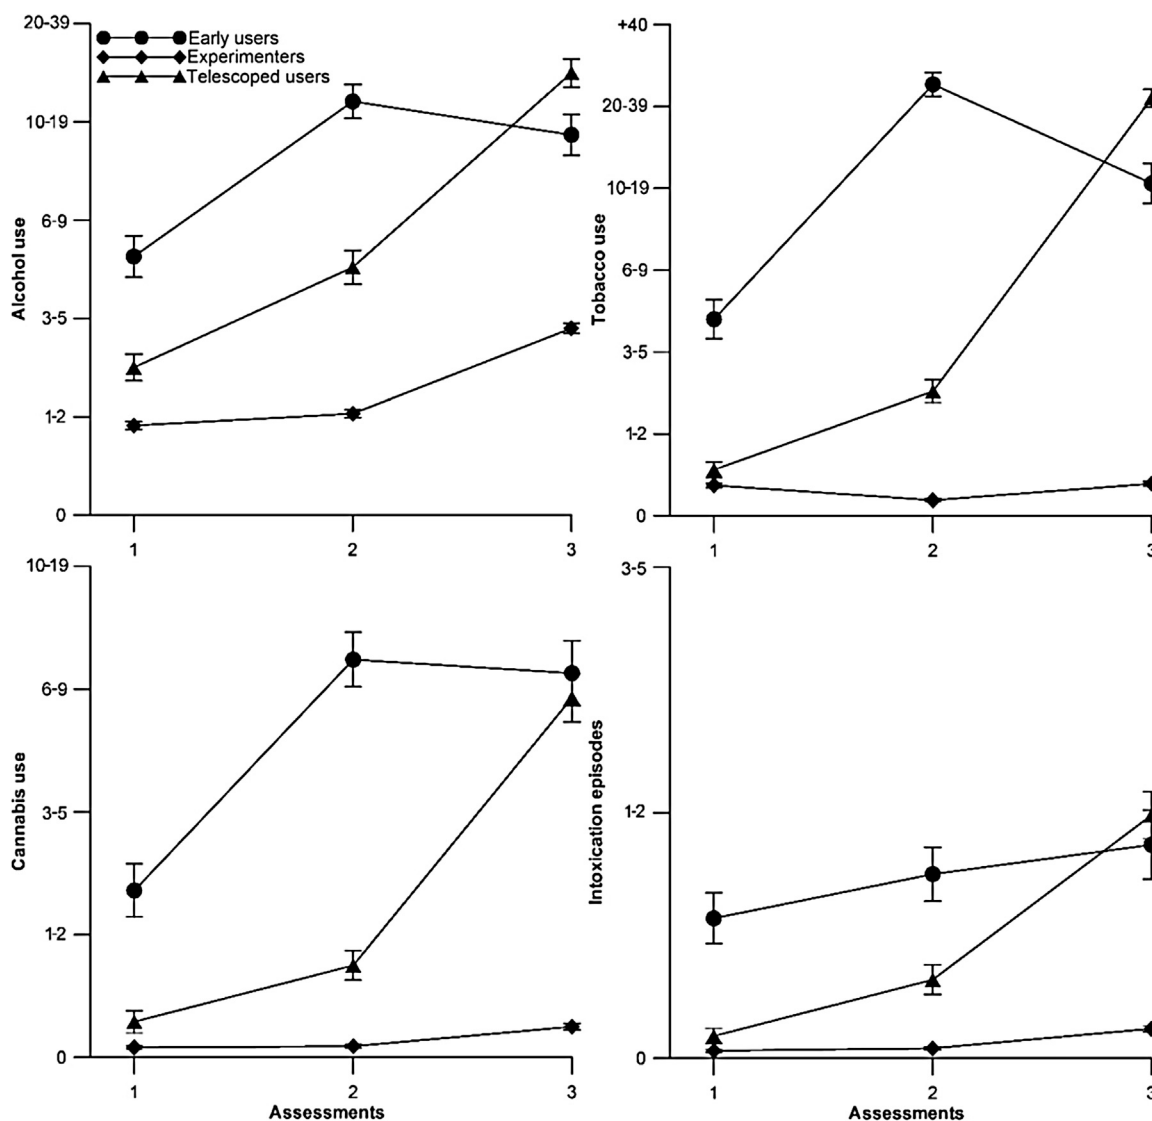 20-39
Early users
Experimenters
Telescoped users
10-19
6-9
3-5
1-2
0
Alcohol use
1 2 3
+40
20-39
10-19
6-9
3-5
1-2
0
Tobacco use
1 2 3
10-19
6-9
3-5
1-2
0
Cannabis use
1 2 3
Assessments
3-5
1-2
0
Intoxication episodes
1 2 3
Assessments